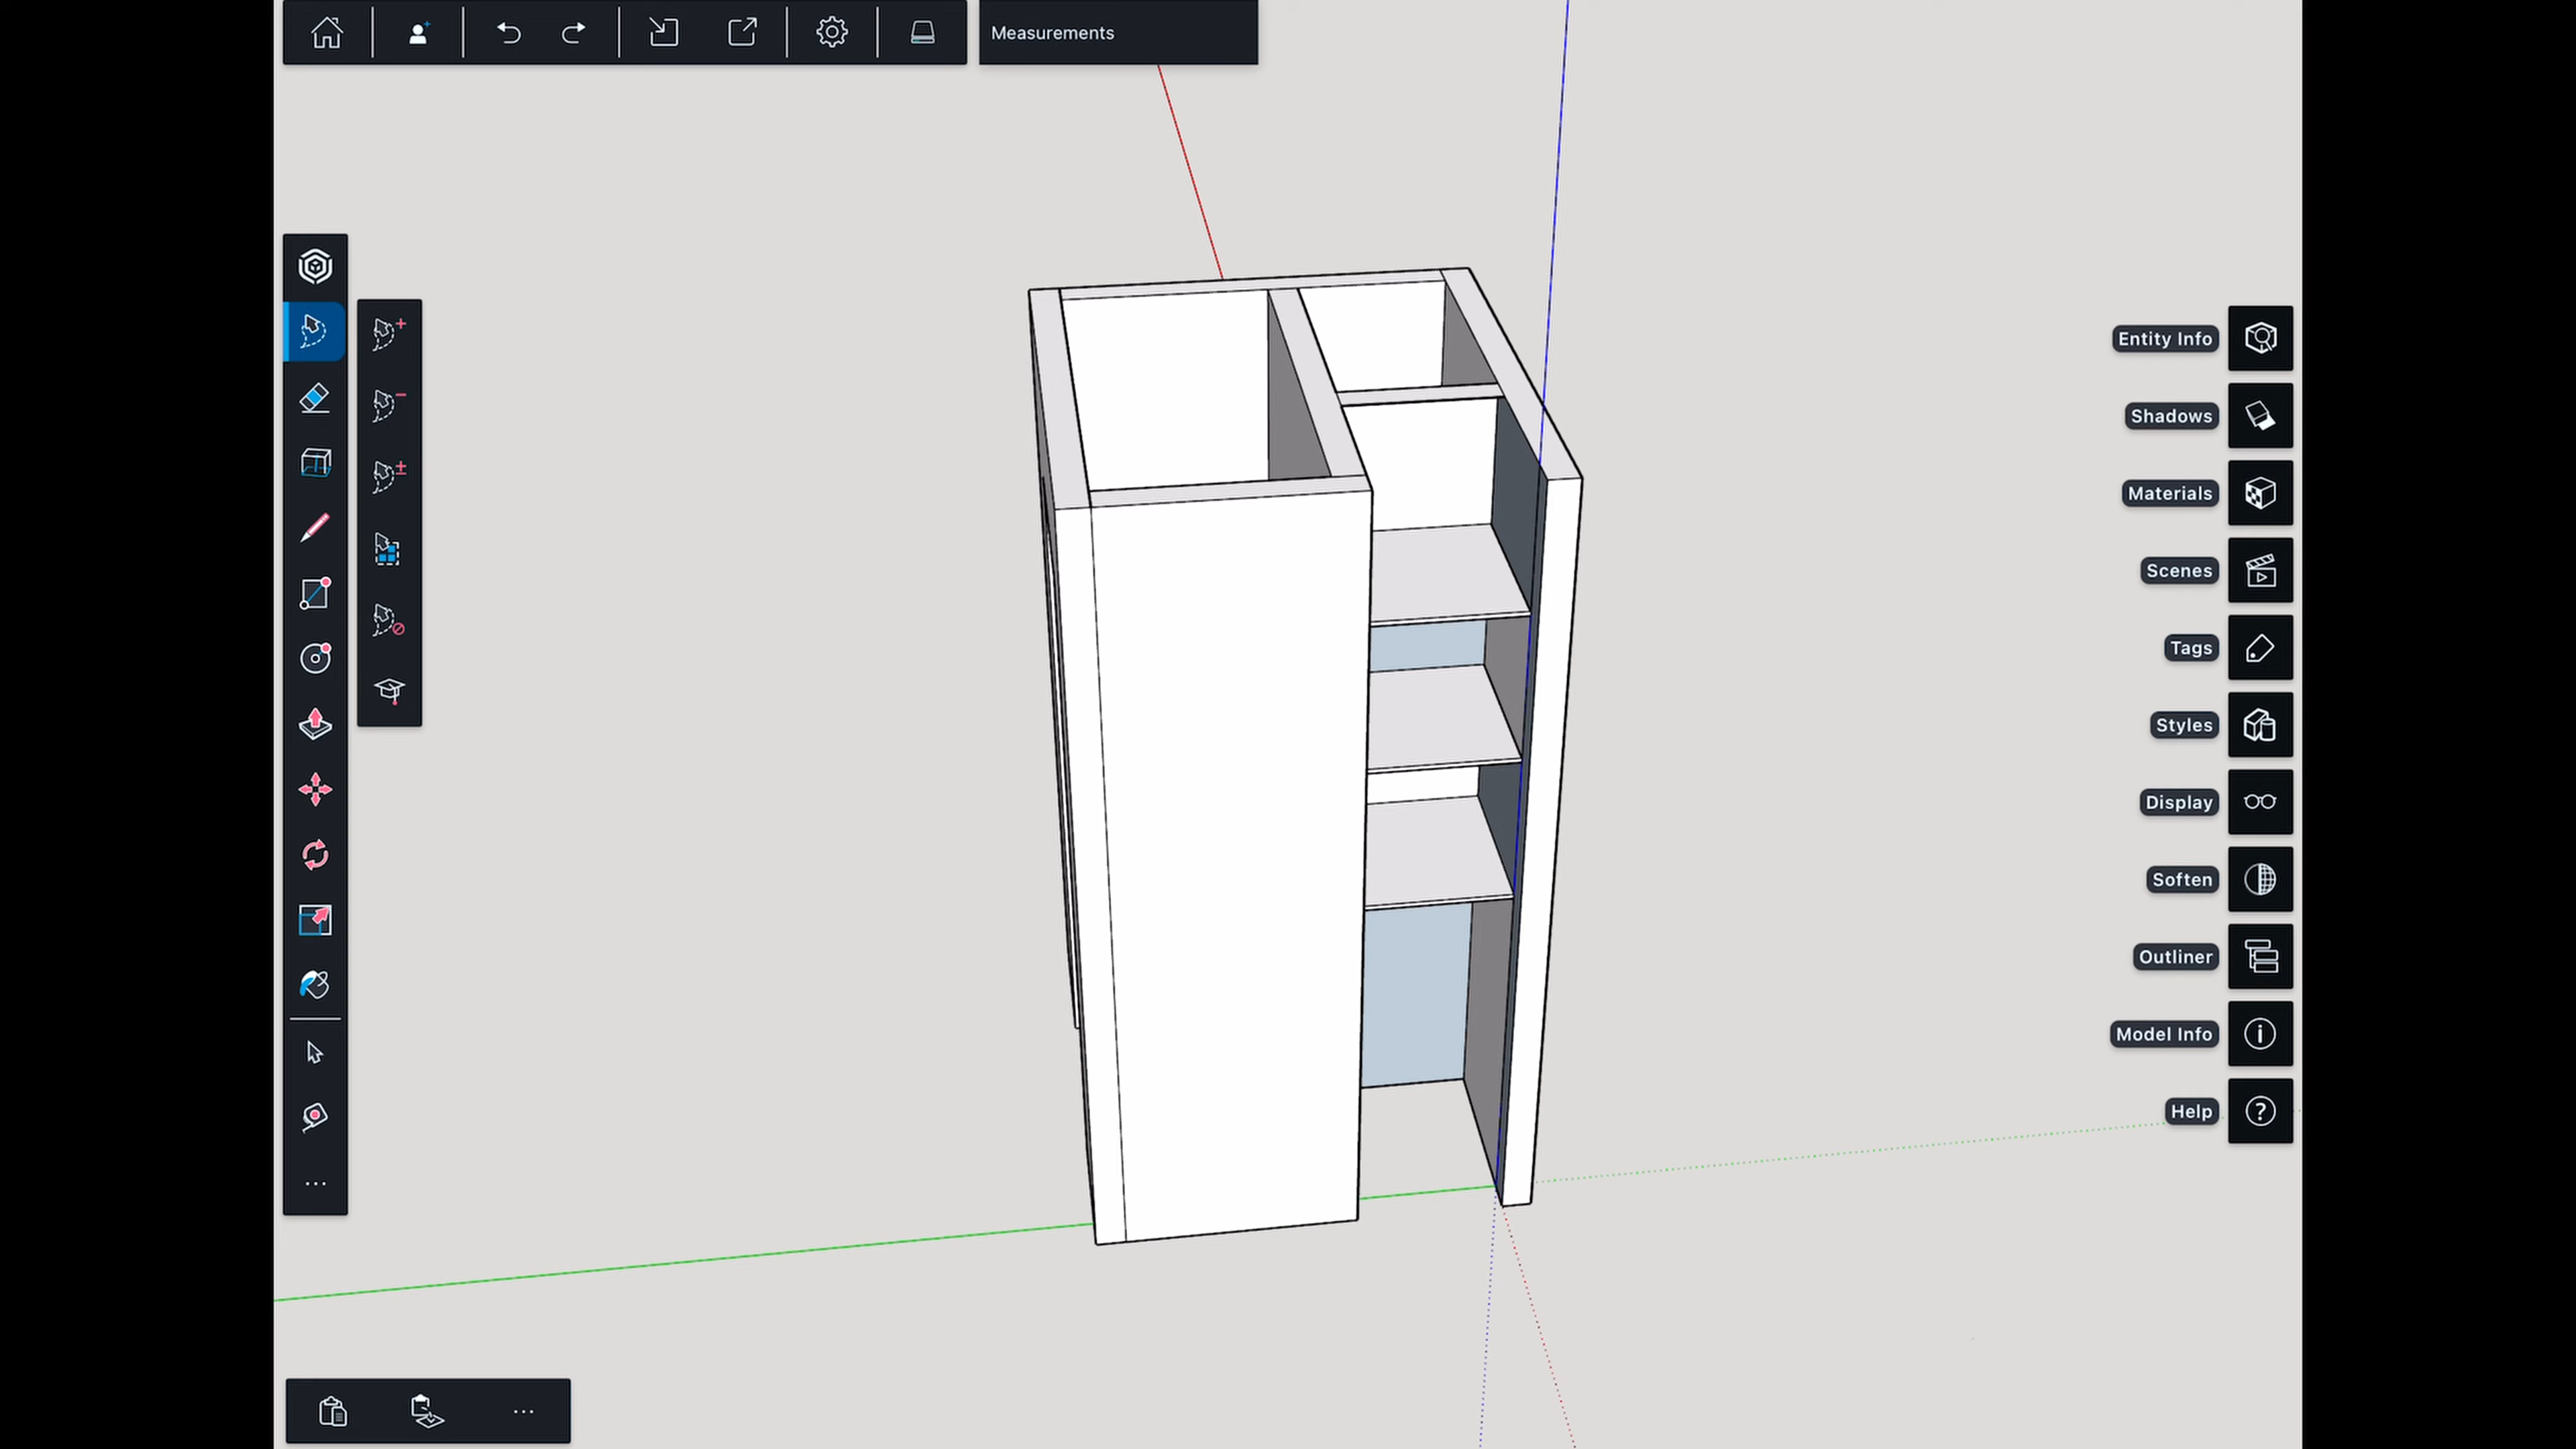 Measurements
Entity Info
Shadows
Materials
Scenes
Tags
Styles
Display
Soften
Outliner
Model Info
Help